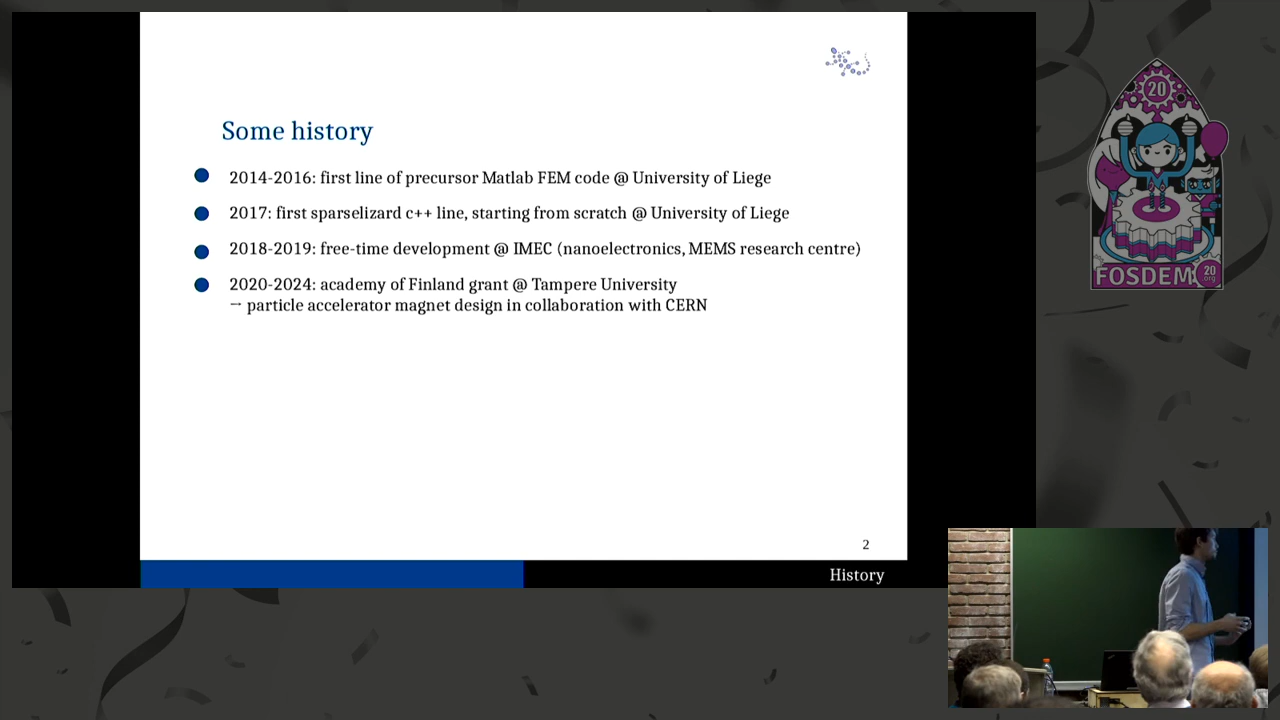 Some history
2014-2016: first line of precursor Matlab FEM code @ University of Liege
2017: first sparselizard c++ line, starting from scratch @ University of Liege
2018-2019: free-time development @ IMEC (nanoelectronics, MEMS research centre)
2020-2024: academy of Finland grant @ Tampere University
→ particle accelerator magnet design in collaboration with CERN
2
History
20
FOSDEM
20
.org